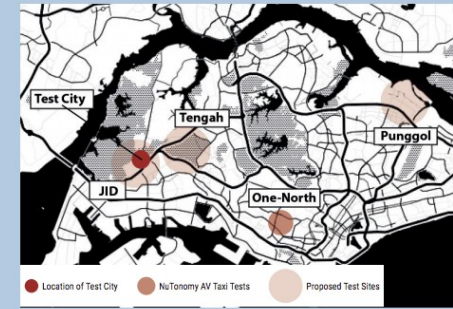 Test City
Tengah
Punggol
JID
One-North
Location of Test City
NuTonomy AV Taxi Tests
Proposed Test Sites